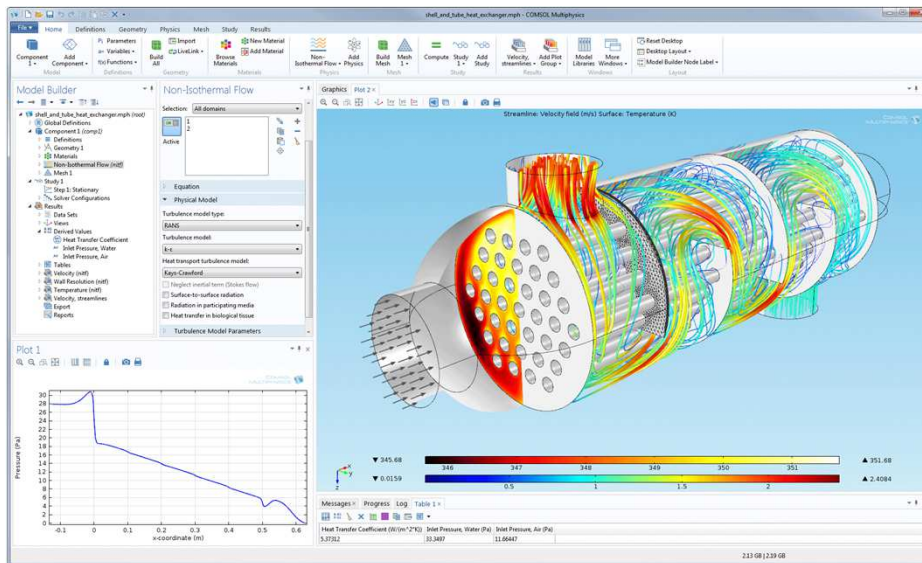 shell_and_tube_heat_exchanger.mph - COMSOL Multiphysics
File Home Definitions Geometry Physics Mesh Study Results
Component 1 Add Component Model
Pi Parameters
a= Variables
f(x) Functions
Definitions
Build All Import LiveLink Geometry
Browse Materials New Material Add Material Materials
Non-Isothermal Flow Add Physics Physics
Build Mesh Mesh 1 Mesh
Compute Study 1 Add Study Study
Velocity, streamlines Add Plot Group Results
Model Libraries More Windows Windows
Reset Desktop
Desktop Layout
Model Builder Node Label
Layout
Model Builder
shell_and_tube_heat_exchanger.mph (root)
Global Definitions
Component 1 (comp1)
Definitions
Geometry 1
Materials
Non-Isothermal Flow (nitf)
Mesh 1
Study 1
Step 1: Stationary
Solver Configurations
Results
Data Sets
Views
Derived Values
Heat Transfer Coefficient
Inlet Pressure, Water
Inlet Pressure, Air
Tables
Velocity (nitf)
Wall Resolution (nitf)
Temperature (nitf)
Velocity, streamlines
Export
Reports
Non-Isothermal Flow
Selection: All domains
1
2
Active
Equation
Physical Model
Turbulence model type:
RANS
Turbulence model:
k-ε
Heat transport turbulence model:
Kays-Crawford
Neglect inertial term (Stokes flow)
Surface-to-surface radiation
Radiation in participating media
Heat transfer in biological tissue
Turbulence Model Parameters
Graphics Plot 2
Streamline: Velocity field (m/s) Surface: Temperature (K)
COMSOL
MULTIPHYSICS
x
y
z
345.68 351.68
346 347 348 349 350 351
0.0159 2.4084
0.5 1 1.5 2
Plot 1
COMSOL
MULTIPHYSICS
Pressure (Pa)
30
28
26
24
22
20
18
16
14
12
10
8
6
4
2
0
-0.1 0 0.1 0.2 0.3 0.4 0.5 0.6
x-coordinate (m)
Messages Progress Log Table 1
Heat Transfer Coefficient (W/(m^2*K)) Inlet Pressure, Water (Pa) Inlet Pressure, Air (Pa)
5.37312 33.3497 11.06447
2.13 GB | 2.19 GB